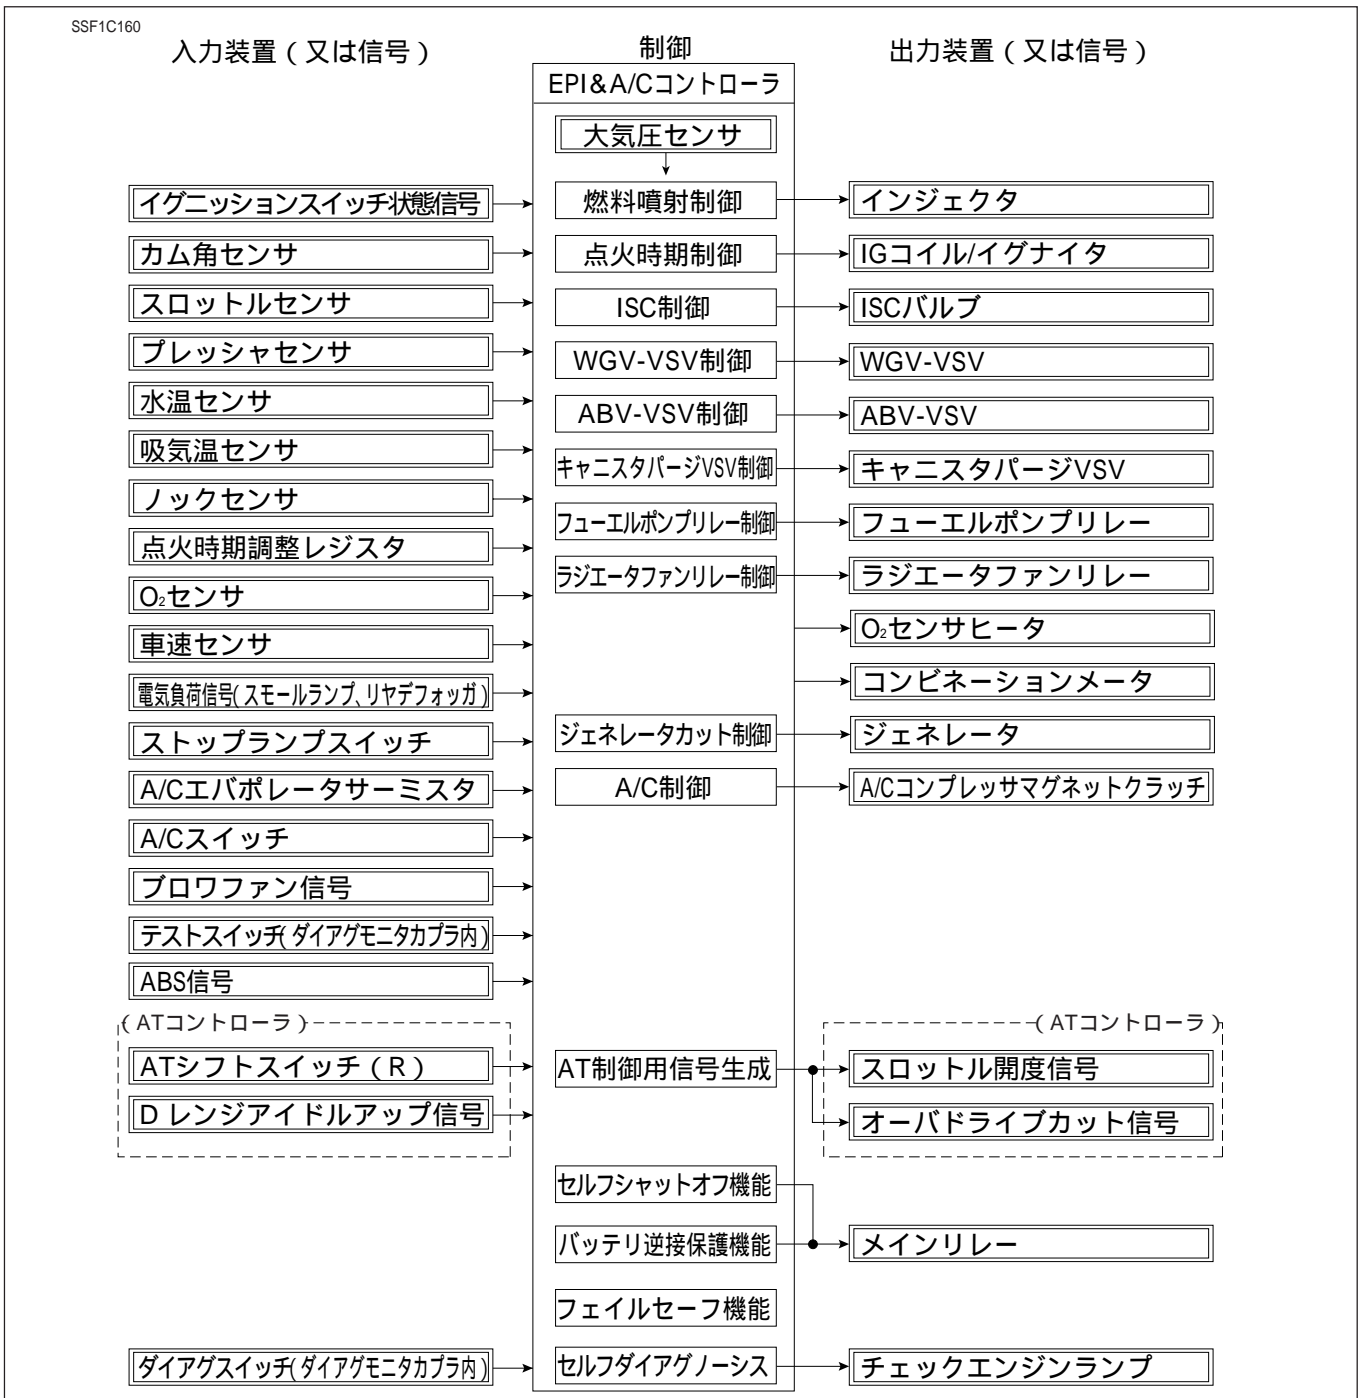 SSF1C160
入力装置（又は信号）
制御
出力装置（又は信号）
EPI&A/Cコントローラ
大気圧センサ
イグニッションスイッチ状態信号
燃料噴射制御
インジェクタ
カム角センサ
点火時期制御
IGコイル/イグナイタ
スロットルセンサ
ISC制御
ISCバルブ
プレッシャセンサ
WGV-VSV制御
WGV-VSV
水温センサ
ABV-VSV制御
ABV-VSV
吸気温センサ
キャニスタパージVSV制御
キャニスタパージVSV
ノックセンサ
フューエルポンプリレー制御
フューエルポンプリレー
点火時期調整レジスタ
ラジエータファンリレー制御
ラジエータファンリレー
O₂センサ
O₂センサヒータ
車速センサ
コンビネーションメータ
電気負荷信号(スモールランプ、リヤデフォッガ)
ストップランプスイッチ
ジェネレータカット制御
ジェネレータ
A/Cエバポレータサーミスタ
A/C制御
A/Cコンプレッサマグネットクラッチ
A/Cスイッチ
ブロワファン信号
テストスイッチ(ダイアグモニタカプラ内)
ABS信号
（ATコントローラ）
（ATコントローラ）
ATシフトスイッチ（R）
AT制御用信号生成
スロットル開度信号
D レンジアイドルアップ信号
オーバドライブカット信号
セルフシャットオフ機能
バッテリ逆接保護機能
メインリレー
フェイルセーフ機能
ダイアグスイッチ(ダイアグモニタカプラ内)
セルフダイアグノーシス
チェックエンジンランプ